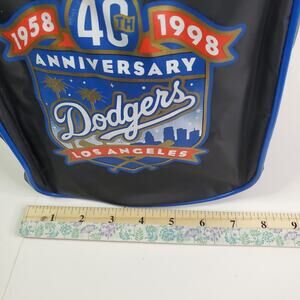 1958 40TH 1998
ANNIVERSARY
Dodgers
LOS ANGELES
1 2 3 4 5 6 7 8 9